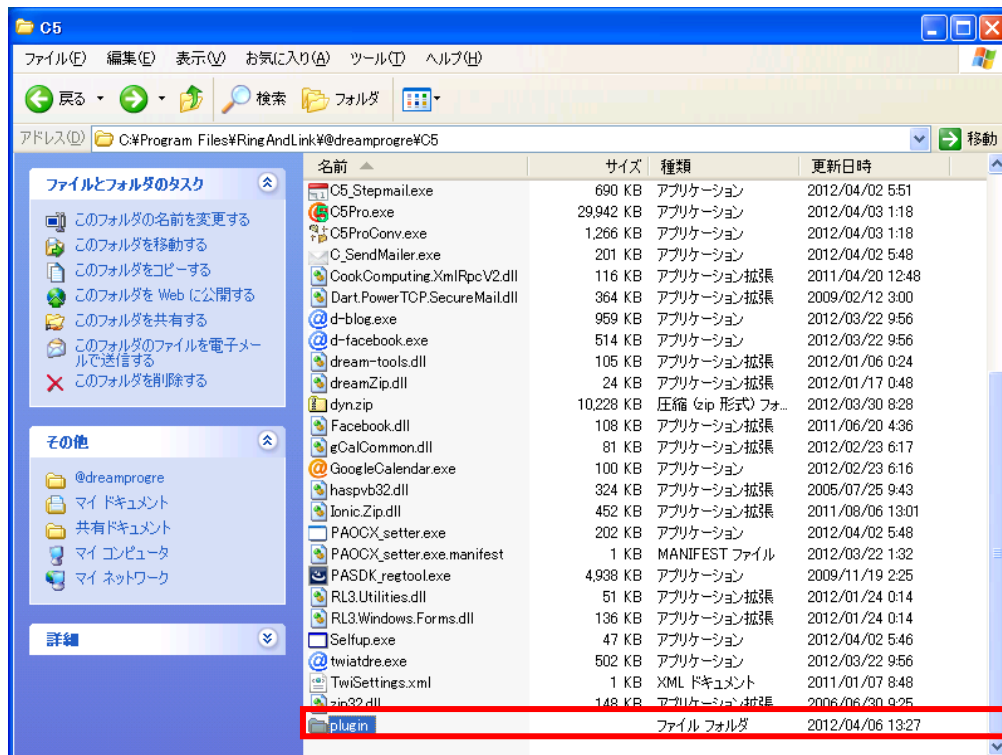 C5
ファイル(F) 編集(E) 表示(V) お気に入り(A) ツール(T) ヘルプ(H)
戻る 検索 フォルダ
アドレス(D) C:¥Program Files¥RingAndLink¥@dreamprogre¥C5 移動
ファイルとフォルダのタスク
このフォルダの名前を変更する
このフォルダを移動する
このフォルダをコピーする
このフォルダを Web に公開する
このフォルダを共有する
このフォルダのファイルを電子メー
ルで送信する
このフォルダを削除する
その他
@dreamprogre
マイ ドキュメント
共有ドキュメント
マイ コンピュータ
マイ ネットワーク
詳細
名前 サイズ 種類 更新日時
C5_Stepmail.exe 690 KB アプリケーション 2012/04/02 5:51
C5Pro.exe 29,942 KB アプリケーション 2012/04/03 1:18
C5ProConv.exe 1,266 KB アプリケーション 2012/04/03 1:18
C_SendMailer.exe 201 KB アプリケーション 2012/04/02 5:48
CookComputing.XmlRpcV2.dll 116 KB アプリケーション拡張 2011/04/20 12:48
Dart.PowerTCP.SecureMail.dll 364 KB アプリケーション拡張 2009/02/12 3:00
d-blog.exe 959 KB アプリケーション 2012/03/22 9:56
d-facebook.exe 514 KB アプリケーション 2012/03/22 9:56
dream-tools.dll 105 KB アプリケーション拡張 2012/01/06 0:24
dreamZip.dll 24 KB アプリケーション拡張 2012/01/17 0:48
dyn.zip 10,228 KB 圧縮 (zip 形式) フォ... 2012/03/30 8:28
Facebook.dll 108 KB アプリケーション拡張 2011/06/20 4:36
gCalCommon.dll 81 KB アプリケーション拡張 2012/02/23 6:17
GoogleCalendar.exe 100 KB アプリケーション 2012/02/23 6:16
haspvb32.dll 324 KB アプリケーション拡張 2005/07/25 9:43
Ionic.Zip.dll 452 KB アプリケーション拡張 2011/08/06 13:01
PAOCX_setter.exe 202 KB アプリケーション 2012/04/02 5:48
PAOCX_setter.exe.manifest 1 KB MANIFEST ファイル 2012/03/22 1:32
PASDK_regtool.exe 4,938 KB アプリケーション 2009/11/19 2:25
RL3.Utilities.dll 51 KB アプリケーション拡張 2012/01/24 0:14
RL3.Windows.Forms.dll 136 KB アプリケーション拡張 2012/01/24 0:14
Selfup.exe 47 KB アプリケーション 2012/04/02 5:46
twiatdre.exe 502 KB アプリケーション 2012/03/22 9:56
TwiSettings.xml 1 KB XML ドキュメント 2011/01/07 8:48
zip32.dll 148 KB アプリケーション拡張 2006/06/30 9:25
plugin ファイル フォルダ 2012/04/06 13:27